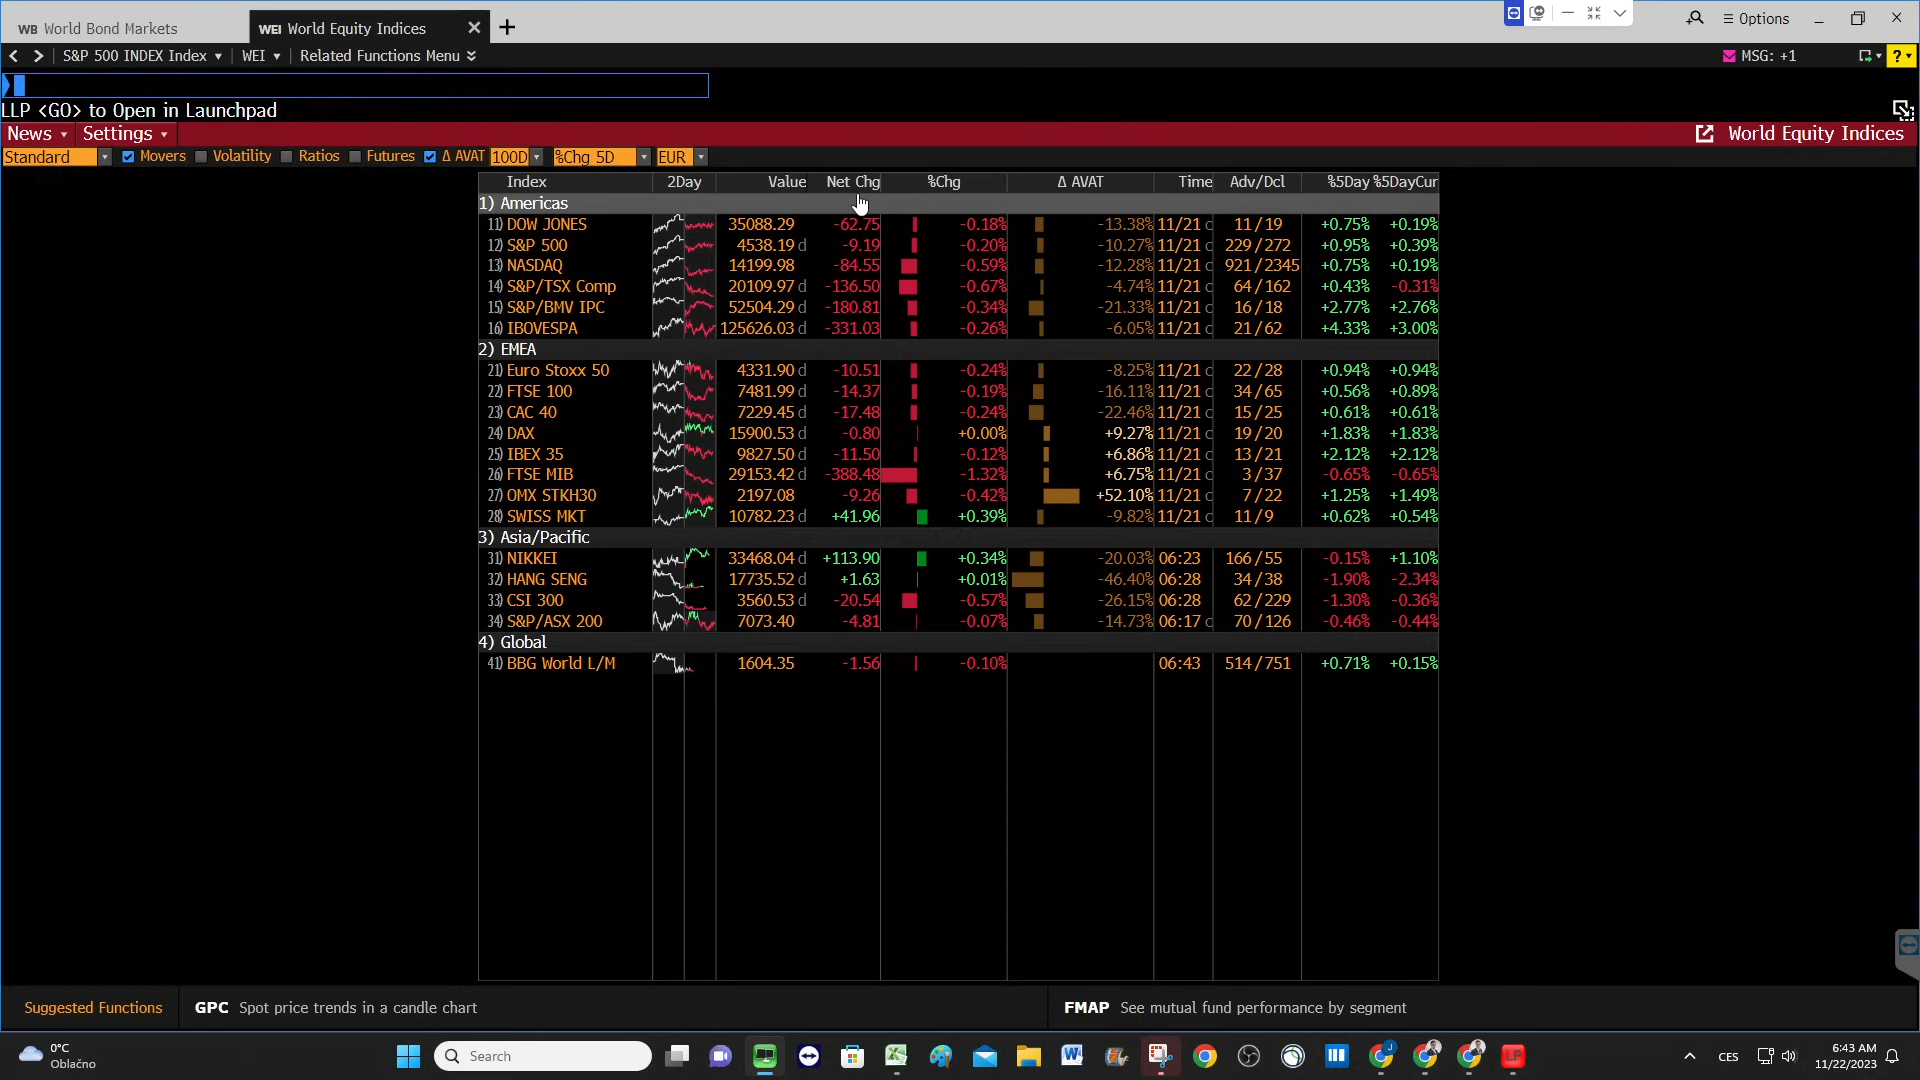 WB World Bond Markets
WEI World Equity Indices
Options
S&P 500 INDEX Index WEI Related Functions Menu
MSG: +1
?
LLP <GO> to Open in Launchpad
News Settings World Equity Indices
Standard Movers Volatility Ratios Futures Δ AVAT 100D %Chg 5D EUR
Index 2Day Value Net Chg %Chg Δ AVAT Time Adv/Dcl %5Day %5DayCur
1) Americas
11) DOW JONES 35088.29 -62.75 -0.18% -13.38% 11/21 c 11/19 +0.75% +0.19%
12) S&P 500 4538.19 d -9.19 -0.20% -10.27% 11/21 c 229/272 +0.95% +0.39%
13) NASDAQ 14199.98 -84.55 -0.59% -12.28% 11/21 c 921/2345 +0.75% +0.19%
14) S&P/TSX Comp 20109.97 d -136.50 -0.67% -4.74% 11/21 c 64/162 +0.43% -0.31%
15) S&P/BMV IPC 52504.29 d -180.81 -0.34% -21.33% 11/21 c 16/18 +2.77% +2.76%
16) IBOVESPA 125626.03 d -331.03 -0.26% -6.05% 11/21 c 21/62 +4.33% +3.00%
2) EMEA
21) Euro Stoxx 50 4331.90 d -10.51 -0.24% -8.25% 11/21 c 22/28 +0.94% +0.94%
22) FTSE 100 7481.99 d -14.37 -0.19% -16.11% 11/21 c 34/65 +0.56% +0.89%
23) CAC 40 7229.45 d -17.48 -0.24% -22.46% 11/21 c 15/25 +0.61% +0.61%
24) DAX 15900.53 d -0.80 +0.00% +9.27% 11/21 c 19/20 +1.83% +1.83%
25) IBEX 35 9827.50 d -11.50 -0.12% +6.86% 11/21 c 13/21 +2.12% +2.12%
26) FTSE MIB 29153.42 d -388.48 -1.32% +6.75% 11/21 c 3/37 -0.65% -0.65%
27) OMX STKH30 2197.08 -9.26 -0.42% +52.10% 11/21 c 7/22 +1.25% +1.49%
28) SWISS MKT 10782.23 d +41.96 +0.39% -9.82% 11/21 c 11/9 +0.62% +0.54%
3) Asia/Pacific
31) NIKKEI 33468.04 d +113.90 +0.34% -20.03% 06:23 166/55 -0.15% +1.10%
32) HANG SENG 17735.52 d +1.63 +0.01% -46.40% 06:28 34/38 -1.90% -2.34%
33) CSI 300 3560.53 d -20.54 -0.57% -26.15% 06:28 62/229 -1.30% -0.36%
34) S&P/ASX 200 7073.40 -4.81 -0.07% -14.73% 06:17 c 70/126 -0.46% -0.44%
4) Global
41) BBG World L/M 1604.35 -1.56 -0.10% 06:43 514/751 +0.71% +0.15%
Suggested Functions GPC Spot price trends in a candle chart FMAP See mutual fund performance by segment
0°C
Oblačno
Search
CES
6:43 AM
11/22/2023